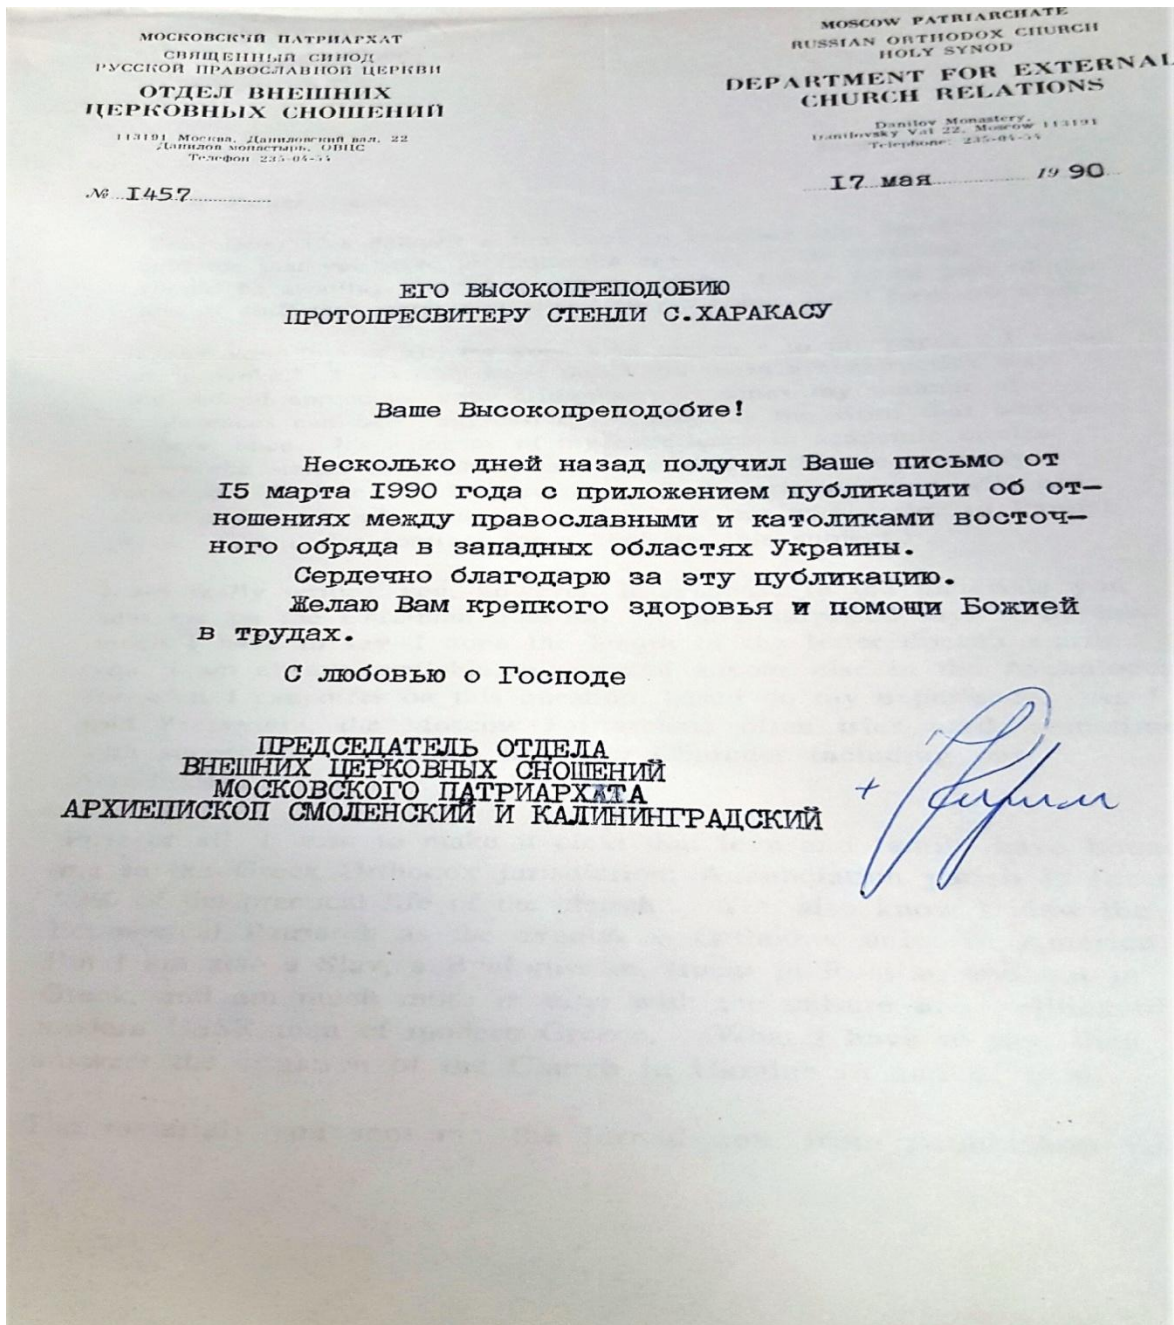 МОСКОВСКИЙ ПАТРИАРХАТ
СВЯЩЕННЫЙ СИНОД
РУССКОЙ ПРАВОСЛАВНОЙ ЦЕРКВИ
ОТДЕЛ ВНЕШНИХ
ЦЕРКОВНЫХ СНОШЕНИЙ
113191 Москва, Даниловский вал, 22
Данилов монастырь, ОВЦС
Телефон 235-04-54
№ 1457
MOSCOW PATRIARCHATE
RUSSIAN ORTHODOX CHURCH
HOLY SYNOD
DEPARTMENT FOR EXTERNAL
CHURCH RELATIONS
Danilov Monastery,
Danilovsky Val 22, Moscow 113191
Telephone: 235-04-54
17 мая 19 90
ЕГО ВЫСОКОПРЕПОДОБИЮ
ПРОТОПРЕСВИТЕРУ СТЕНЛИ С.ХАРАКАСУ
Ваше Высокопреподобие!
Несколько дней назад получил Ваше письмо от
15 марта 1990 года с приложением публикации об от-
ношениях между православными и католиками восточ-
ного обряда в западных областях Украины.
Сердечно благодарю за эту публикацию.
Желаю Вам крепкого здоровья и помощи Божией
в трудах.
С любовью о Господе
ПРЕДСЕДАТЕЛЬ ОТДЕЛА
ВНЕШНИХ ЦЕРКОВНЫХ СНОШЕНИЙ
МОСКОВСКОГО ПАТРИАРХАТА
АРХИЕПИСКОП СМОЛЕНСКИЙ И КАЛИНИНГРАДСКИЙ
+ Кирилл